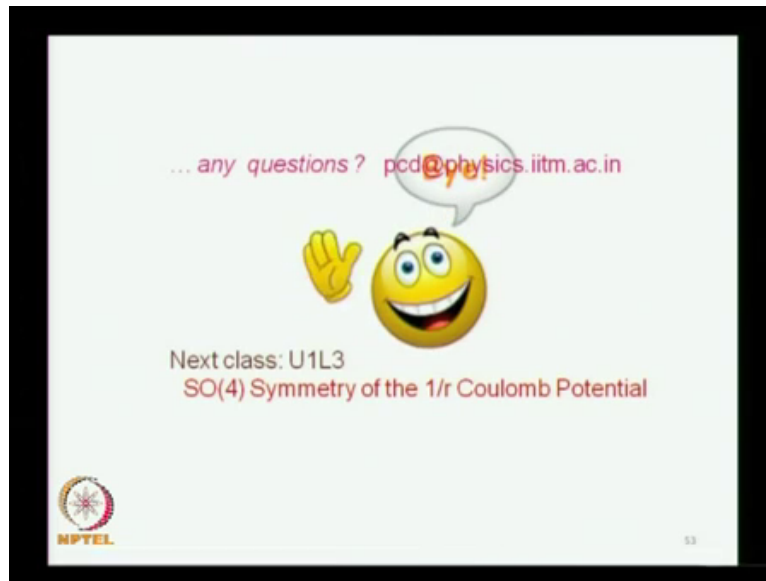 ... any questions? pcd@physics.iitm.ac.in
Bye!
Next class: U1L3
SO(4) Symmetry of the 1/r Coulomb Potential
NPTEL
53